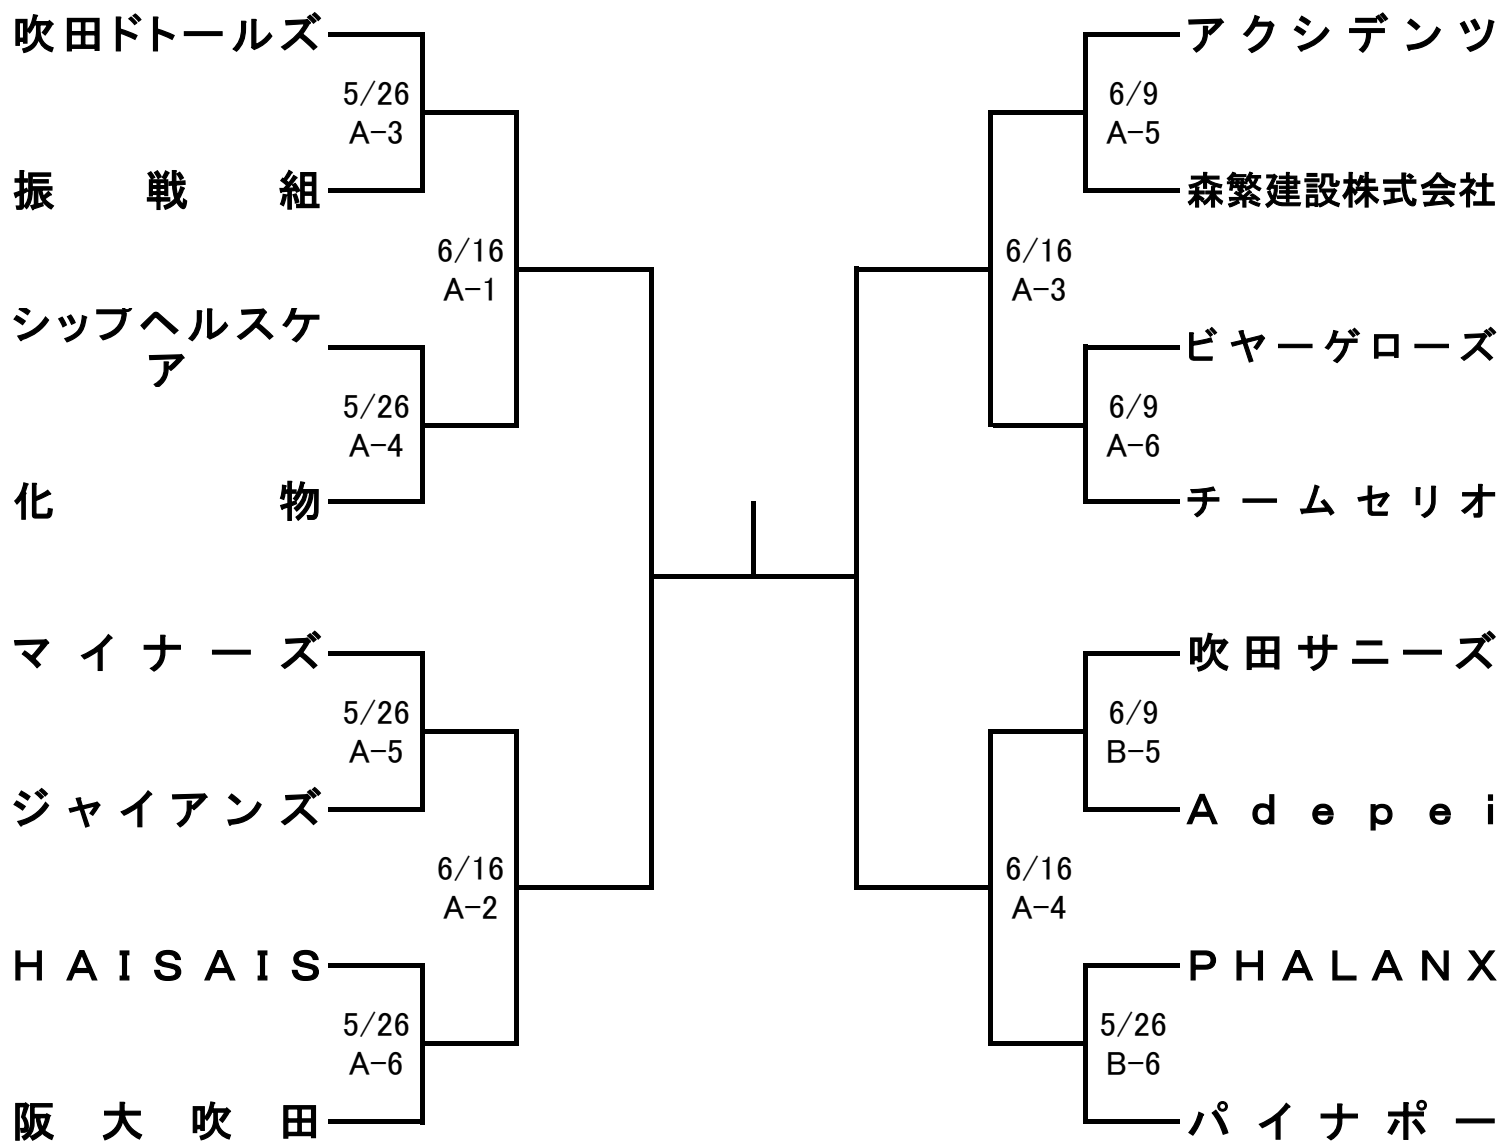 吹田ドトールズ
5/26
A-3
振戦組
6/16
A-1
シップヘルスケ
ア
5/26
A-4
化物
マイナーズ
5/26
A-5
ジャイアンズ
6/16
A-2
HAISAIS
5/26
A-6
阪大吹田
アクシデンツ
6/9
A-5
森繁建設株式会社
6/16
A-3
ビヤーゲローズ
6/9
A-6
チームセリオ
吹田サニーズ
6/9
B-5
Adepei
6/16
A-4
PHALANX
5/26
B-6
パイナポー